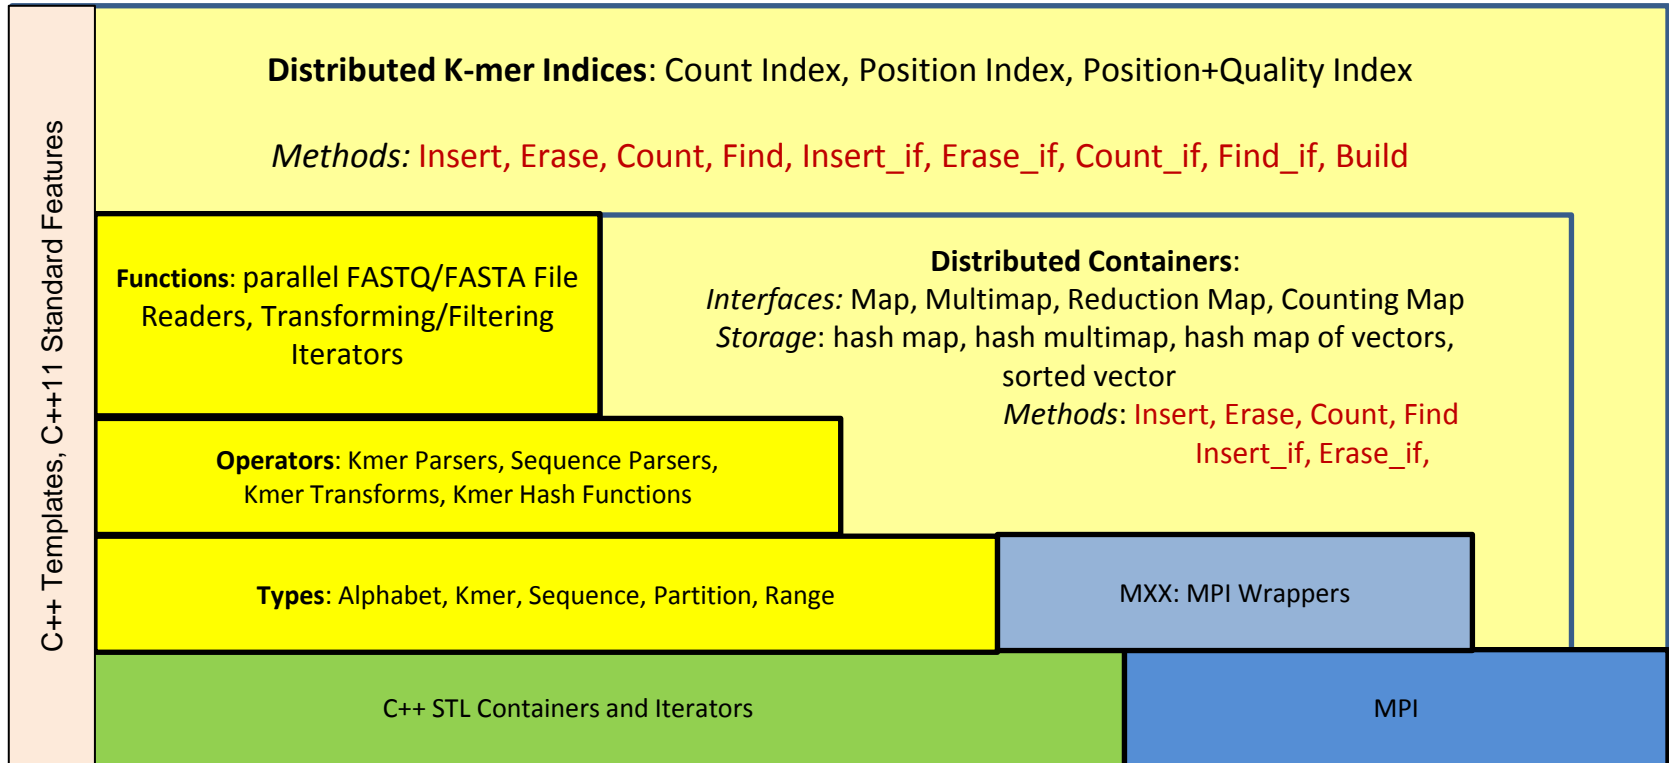 C++ Templates, C++11 Standard Features
Distributed K-mer Indices: Count Index, Position Index, Position+Quality Index
Methods: Insert, Erase, Count, Find, Insert_if, Erase_if, Count_if, Find_if, Build
Functions: parallel FASTQ/FASTA File
Readers, Transforming/Filtering
Iterators
Distributed Containers:
Interfaces: Map, Multimap, Reduction Map, Counting Map
Storage: hash map, hash multimap, hash map of vectors,
sorted vector
Methods: Insert, Erase, Count, Find
Insert_if, Erase_if,
Operators: Kmer Parsers, Sequence Parsers,
Kmer Transforms, Kmer Hash Functions
Types: Alphabet, Kmer, Sequence, Partition, Range
MXX: MPI Wrappers
C++ STL Containers and Iterators
MPI